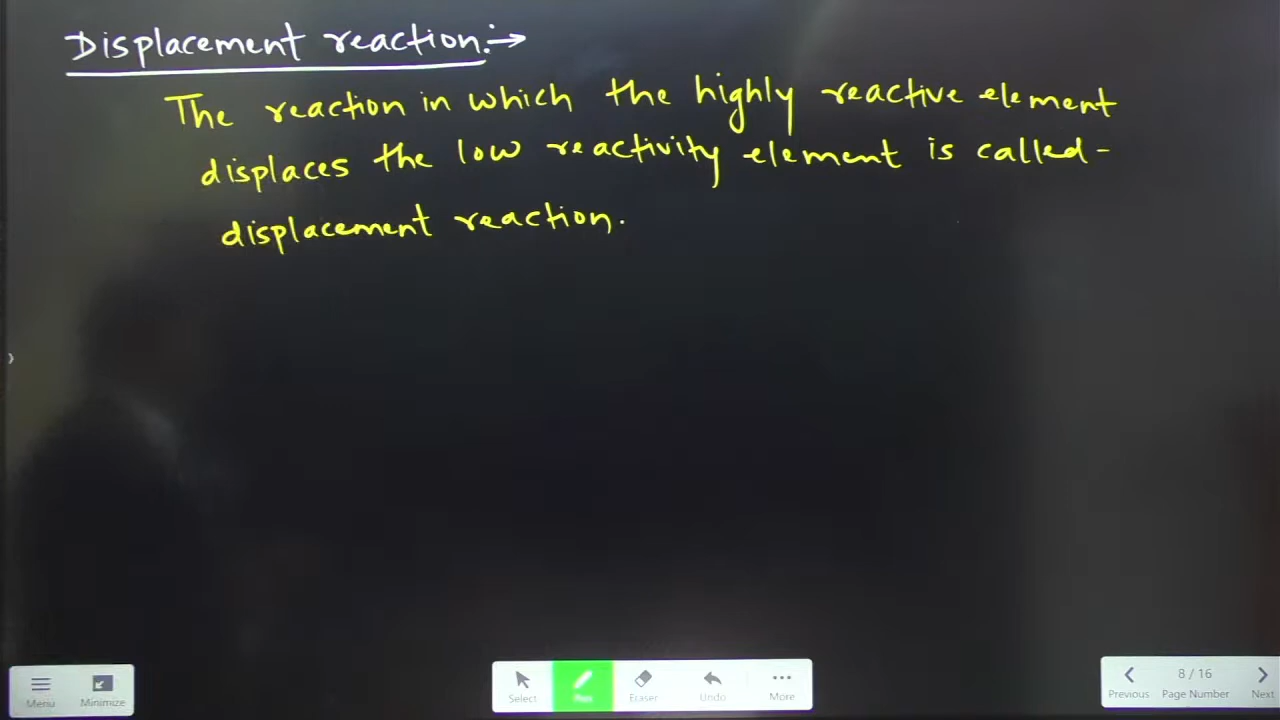 Displacement reaction:→
The reaction in which the highly reactive element
displaces the low reactivity element is called-
displacement reaction.
Menu
Minimize
Select
Pen
Eraser
Undo
More
Previous
8 / 16
Page Number
Next